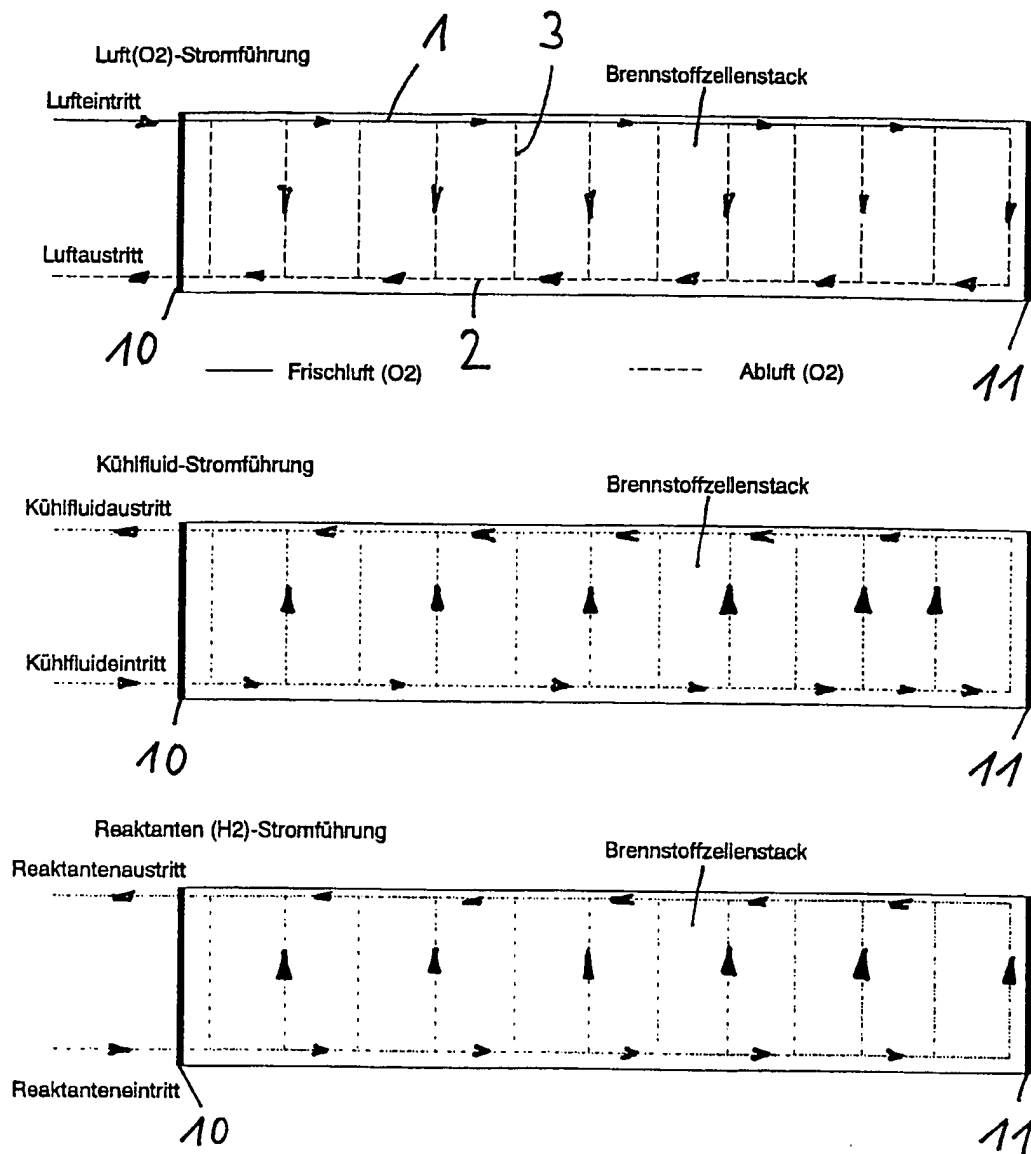 Luft(O2)-Stromführung
1
3
Brennstoffzellenstack
Lufteintritt
Luftaustritt
10
2
11
Frischluft (O2)
Abluft (O2)
Kühlfluid-Stromführung
Kühlfluidaustritt
Brennstoffzellenstack
Kühlfluideintritt
10
11
Reaktanten (H2)-Stromführung
Reaktantenaustritt
Brennstoffzellenstack
Reaktanteneintritt
10
11